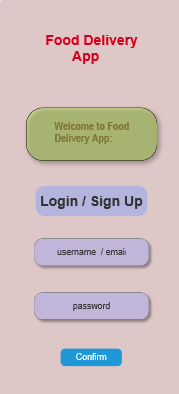 Food Delivery
App
Welcome to Food
Delivery App:
Login / Sign Up
username / email
password
Confirm